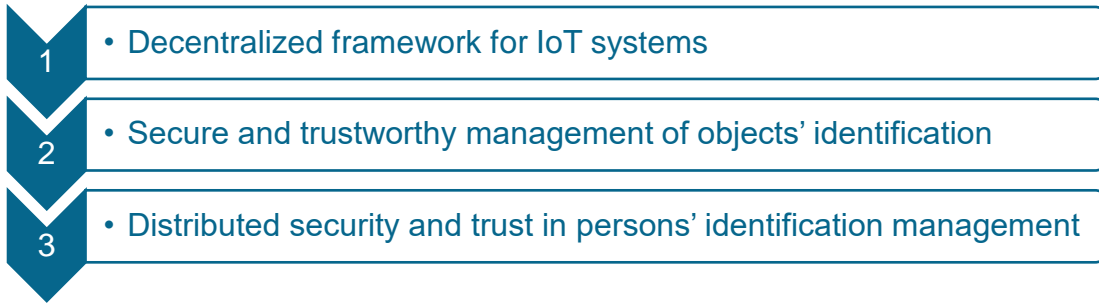 1
• Decentralized framework for IoT systems
2
• Secure and trustworthy management of objects’ identification
3
• Distributed security and trust in persons’ identification management